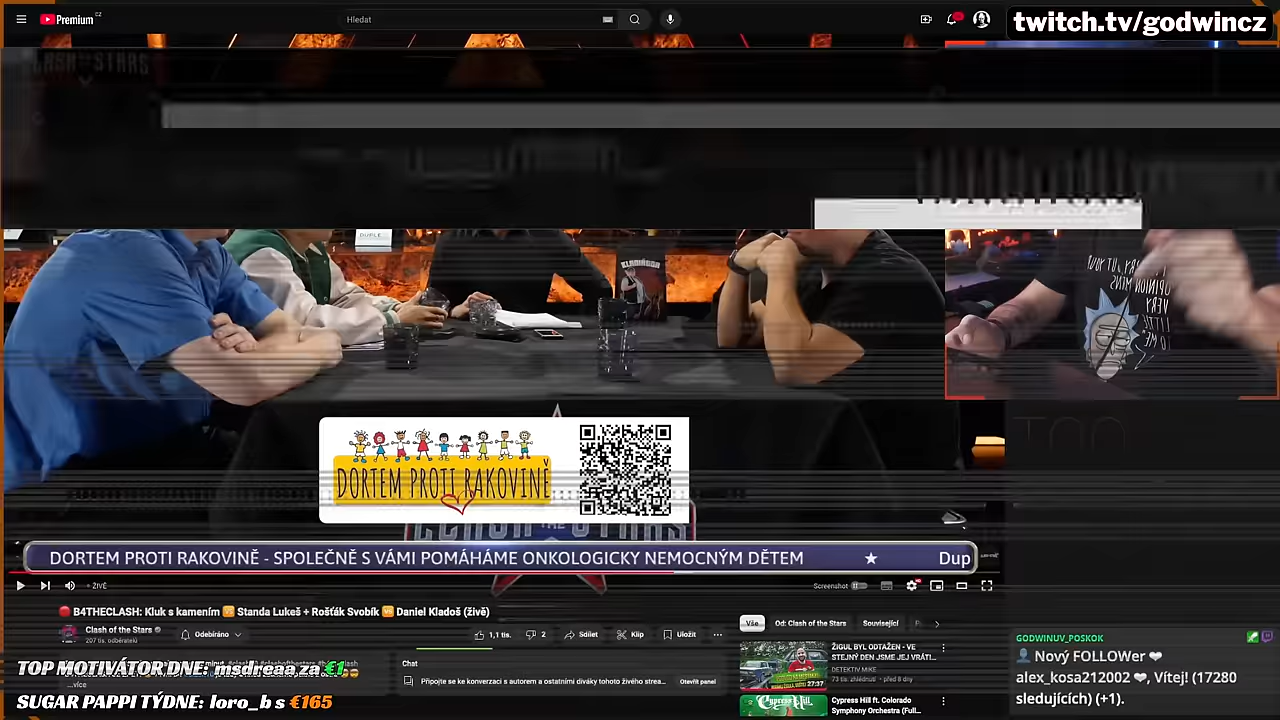 Premium CZ
Hledat
twitch.tv/godwincz
DORTEM PROTI RAKOVINĚ
DORTEM PROTI RAKOVINĚ - SPOLEČNĚ S VÁMI POMÁHÁME ONKOLOGICKY NEMOCNÝM DĚTEM ★ Dup
• ŽIVĚ
Screenshot
B4THECLASH: Kluk s kamením VS Standa Lukeš + Rošťák Svobík VS Daniel Kladoš (živě)
Clash of the Stars
207 tis. odběratelů
Odebíráno
1,1 tis.
2
Sdílet
Klip
Uložit
Vše
Od: Clash of the Stars
Související
ŽIGUL BYL ODTAŽEN - VE
STEJNÝ DEN JSME JEJ VRÁTI...
DETEKTIV MIKE
73 tis. zhlédnutí • před 8 dny
27:37
Cypress Hill ft. Colorado
Symphony Orchestra (Full...
Chat
Připojte se ke konverzaci s autorem a ostatními diváky tohoto živého strea...
Otevřít panel
...více
TOP MOTIVÁTOR DNE: msdreaa za €1
SUGAR TAFT TÝDNE: loro_b s €165
GODWINUV_POSKOK
Nový FOLLOWer ❤
alex_kosa212002 ❤, Vítej! (17280
sledujících) (+1).